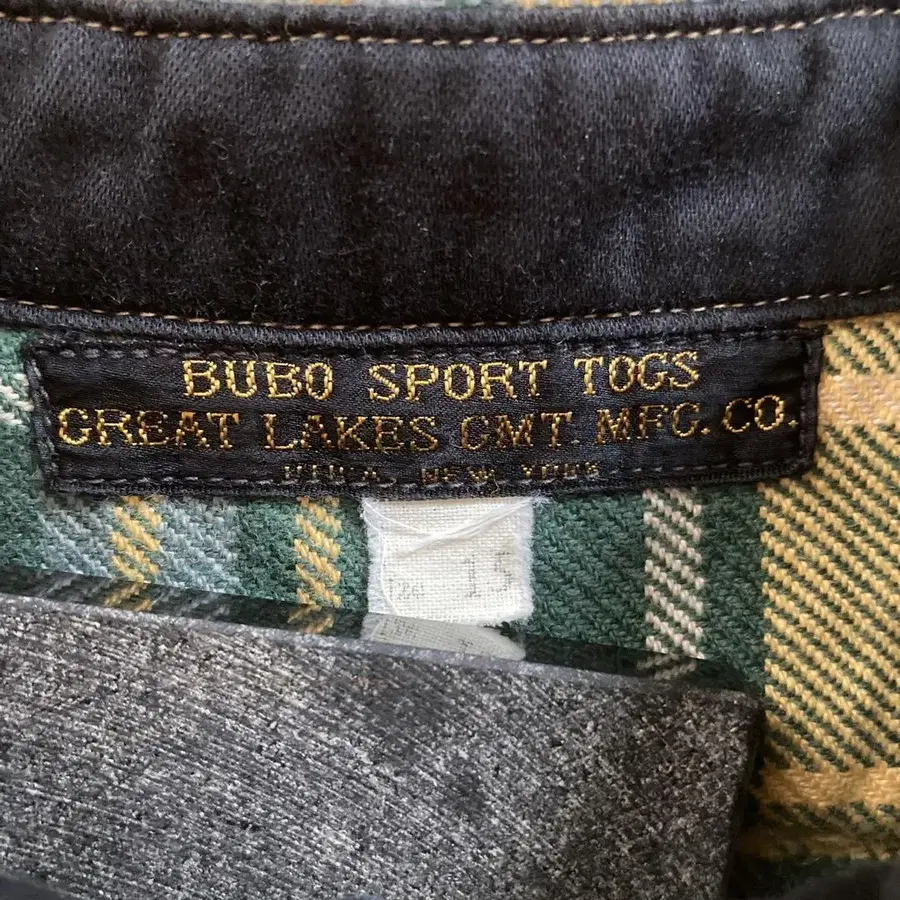 BUBO SPORT TOGS
GREAT LAKES GMT. MFG. CO.
UTICA, NEW YORK
15